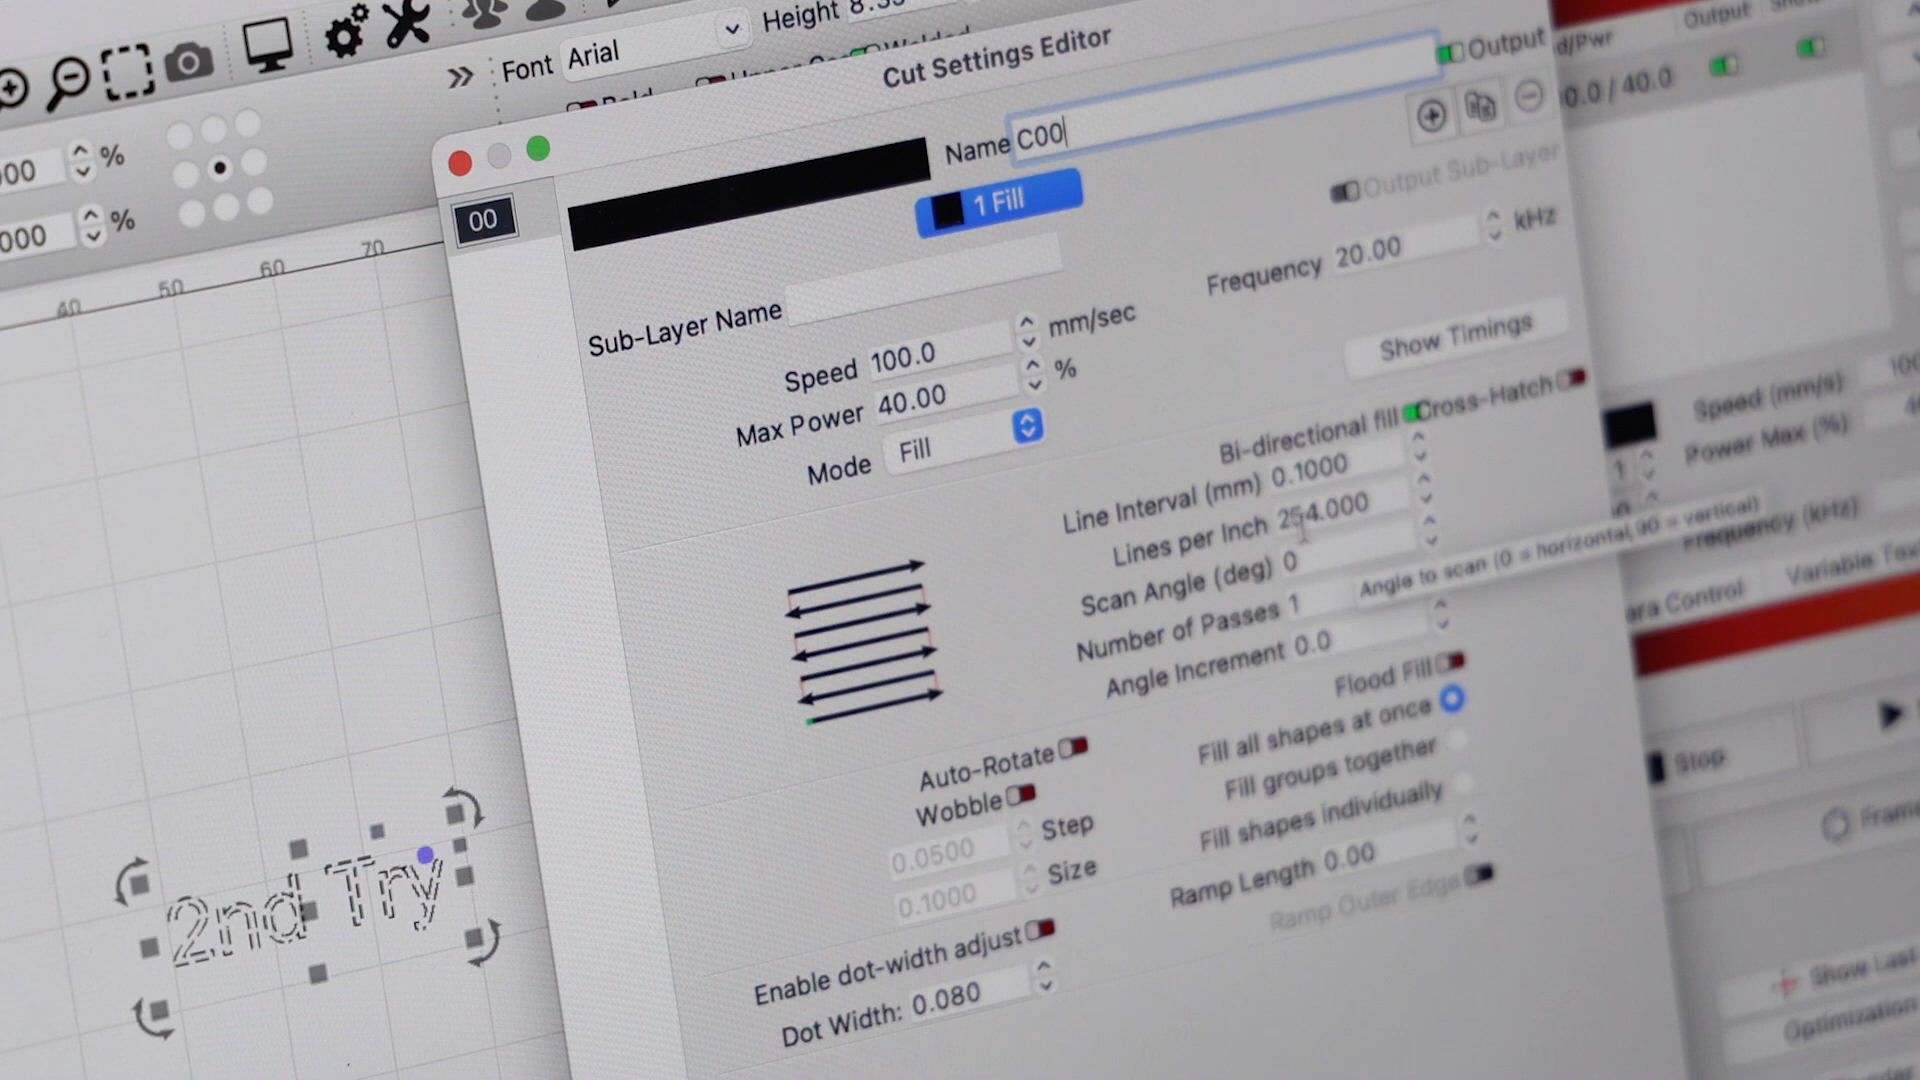 Font Arial
Height
%
%
40 50 60 70
2nd Try
Cut Settings Editor
Name C00
Output
00
1 Fill
Output Sub-Layer
Sub-Layer Name
Frequency 20.00 kHz
Speed 100.0 mm/sec
Show Timings
Max Power 40.00 %
Mode Fill
Bi-directional fill Cross-Hatch
Line Interval (mm) 0.1000
Lines per Inch 254.000
Scan Angle (deg) 0
Angle to scan (0 = horizontal, 90 = vertical)
Number of Passes 1
Angle Increment 0.0
Flood Fill
Auto-Rotate
Fill all shapes at once
Wobble
Fill groups together
0.0500 Step
Fill shapes individually
0.1000 Size
Ramp Length 0.00
Ramp Outer Edge
Enable dot-width adjust
Dot Width: 0.080
Output
/ 40.0
Speed (mm/s)
Power Max (%)
Frequency (kHz)
Control
Variable
Stop
Show Last
Optimization